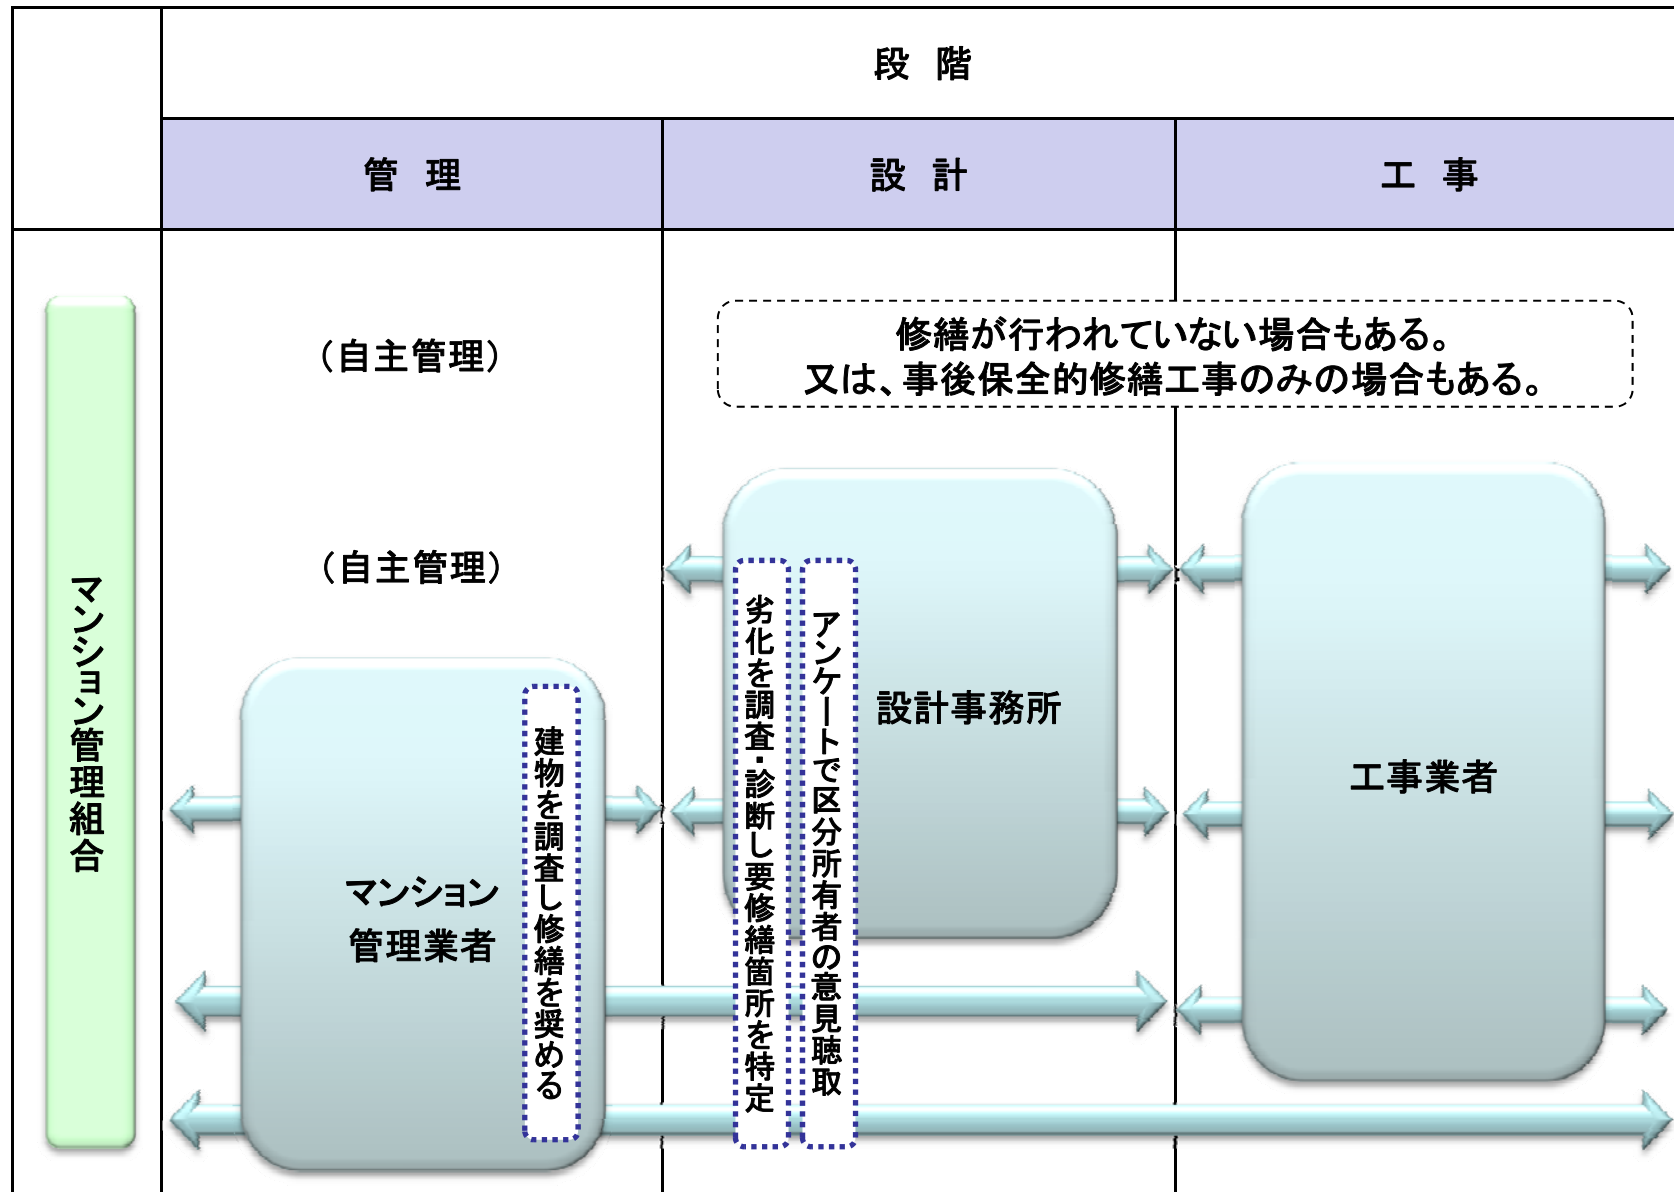 段 階
管 理
設 計
工 事
マンション管理組合
（自主管理）
修繕が行われていない場合もある。
又は、事後保全的修繕工事のみの場合もある。
（自主管理）
マンション
管理業者
建物を調査し修繕を奨める
劣化を調査・診断し要修繕箇所を特定
アンケートで区分所有者の意見聴取
設計事務所
工事業者